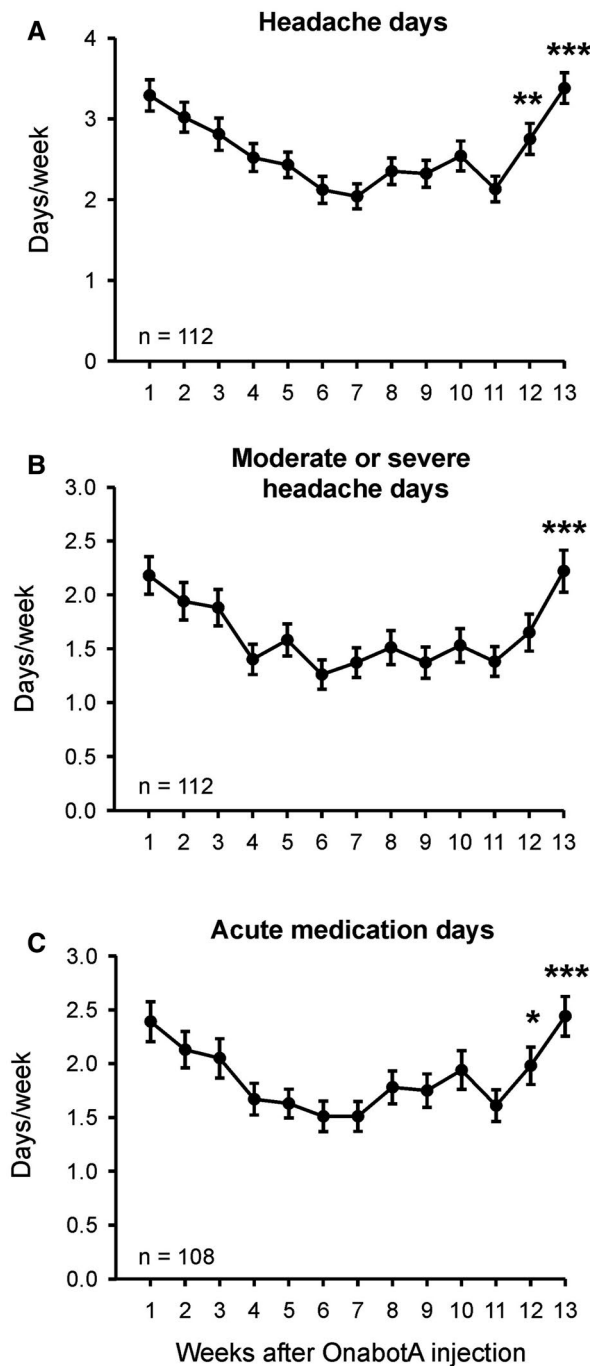 A
Headache days
4
3
2
1
0
Days/week
**
***
n = 112
1 2 3 4 5 6 7 8 9 10 11 12 13
B
Moderate or severe
headache days
3.0
2.5
2.0
1.5
1.0
0.5
0.0
Days/week
***
n = 112
1 2 3 4 5 6 7 8 9 10 11 12 13
C
Acute medication days
3.0
2.5
2.0
1.5
1.0
0.5
0.0
Days/week
*
***
n = 108
1 2 3 4 5 6 7 8 9 10 11 12 13
Weeks after OnabotA injection